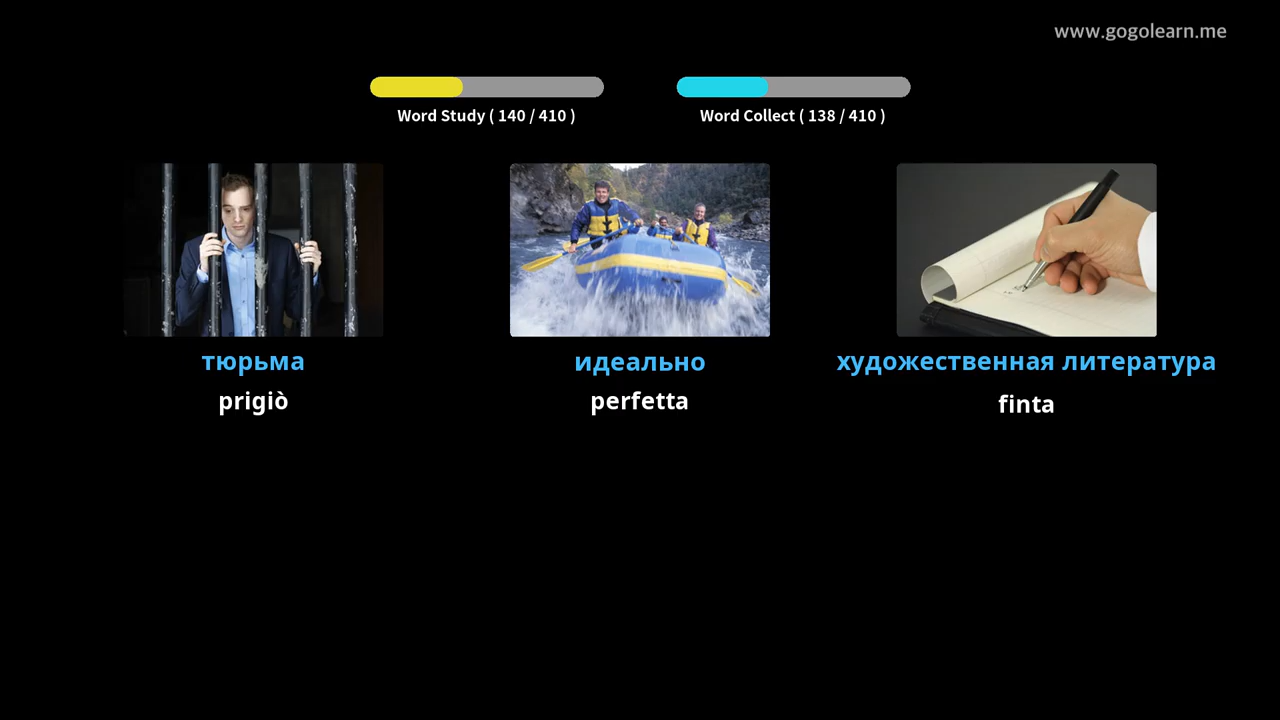 www.gogolearn.me
Word Study ( 140 / 410 )
Word Collect ( 138 / 410 )
тюрьма
prigiò
идеально
perfetta
художественная литература
finta